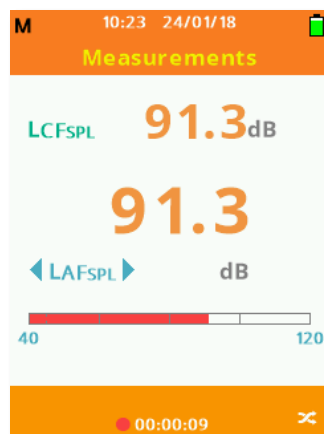 M 10:23 24/01/18
Measurements
LCFSPL 91.3dB
91.3
LAFSPL dB
40 120
00:00:09